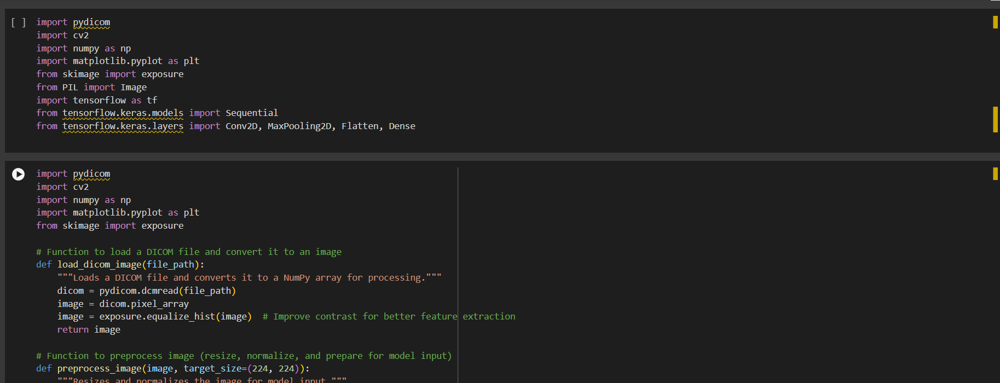 [ ] import pydicom
import cv2
import numpy as np
import matplotlib.pyplot as plt
from skimage import exposure
from PIL import Image
import tensorflow as tf
from tensorflow.keras.models import Sequential
from tensorflow.keras.layers import Conv2D, MaxPooling2D, Flatten, Dense
import pydicom
import cv2
import numpy as np
import matplotlib.pyplot as plt
from skimage import exposure
# Function to load a DICOM file and convert it to an image
def load_dicom_image(file_path):
    """Loads a DICOM file and converts it to a NumPy array for processing."""
    dicom = pydicom.dcmread(file_path)
    image = dicom.pixel_array
    image = exposure.equalize_hist(image)  # Improve contrast for better feature extraction
    return image
# Function to preprocess image (resize, normalize, and prepare for model input)
def preprocess_image(image, target_size=(224, 224)):
    """Resizes and normalizes the image for model input."""